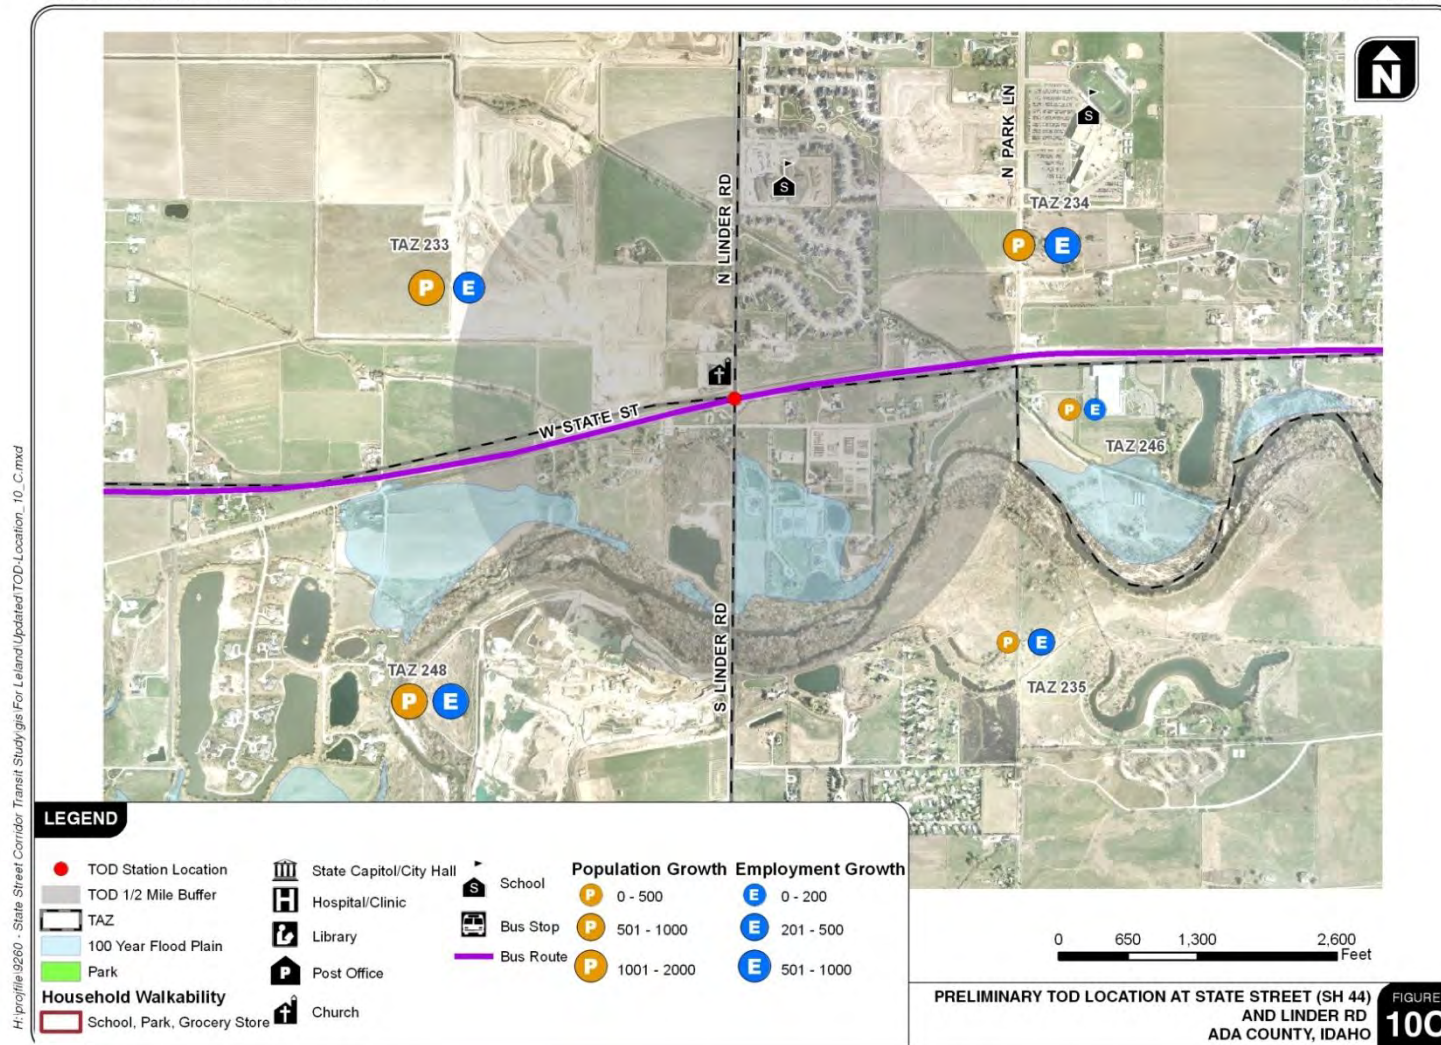 N
N PARK LN
S
TAZ 234
P E
N LINDER RD
S
TAZ 233
P E
W STATE ST
P E
TAZ 246
P E
TAZ 235
TAZ 248
P E
S LINDER RD
H:\projfile\9260 - State Street Corridor Transit Study\gis\For Leland\Updated\TOD-Location_10_C.mxd
LEGEND
TOD Station Location
TOD 1/2 Mile Buffer
TAZ
100 Year Flood Plain
Park
Household Walkability
School, Park, Grocery Store
State Capitol/City Hall
H Hospital/Clinic
Library
P Post Office
Church
S School
Bus Stop
Bus Route
Population Growth
P 0 - 500
P 501 - 1000
P 1001 - 2000
Employment Growth
E 0 - 200
E 201 - 500
E 501 - 1000
0 650 1,300 2,600
Feet
PRELIMINARY TOD LOCATION AT STATE STREET (SH 44)
AND LINDER RD
ADA COUNTY, IDAHO
FIGURE
10C